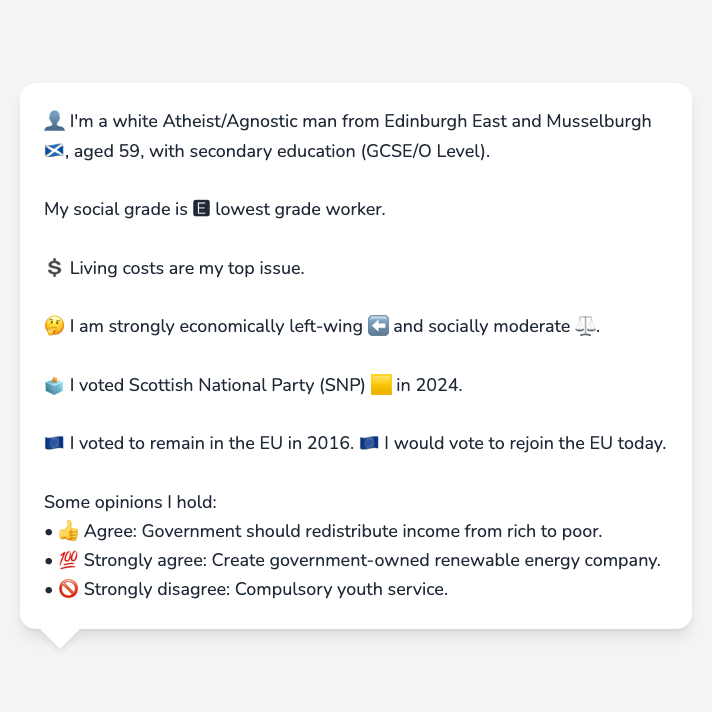 👤 I'm a white Atheist/Agnostic man from Edinburgh East and Musselburgh
🏴󠁧󠁢󠁳󠁣󠁴󠁿, aged 59, with secondary education (GCSE/O Level).
My social grade is 🅴 lowest grade worker.
💲 Living costs are my top issue.
🤔 I am strongly economically left-wing ⬅️ and socially moderate ⚖️.
🗳️ I voted Scottish National Party (SNP) 🟨 in 2024.
🇪🇺 I voted to remain in the EU in 2016. 🇪🇺 I would vote to rejoin the EU today.
Some opinions I hold:
• 👍 Agree: Government should redistribute income from rich to poor.
• 💯 Strongly agree: Create government-owned renewable energy company.
• 🚫 Strongly disagree: Compulsory youth service.